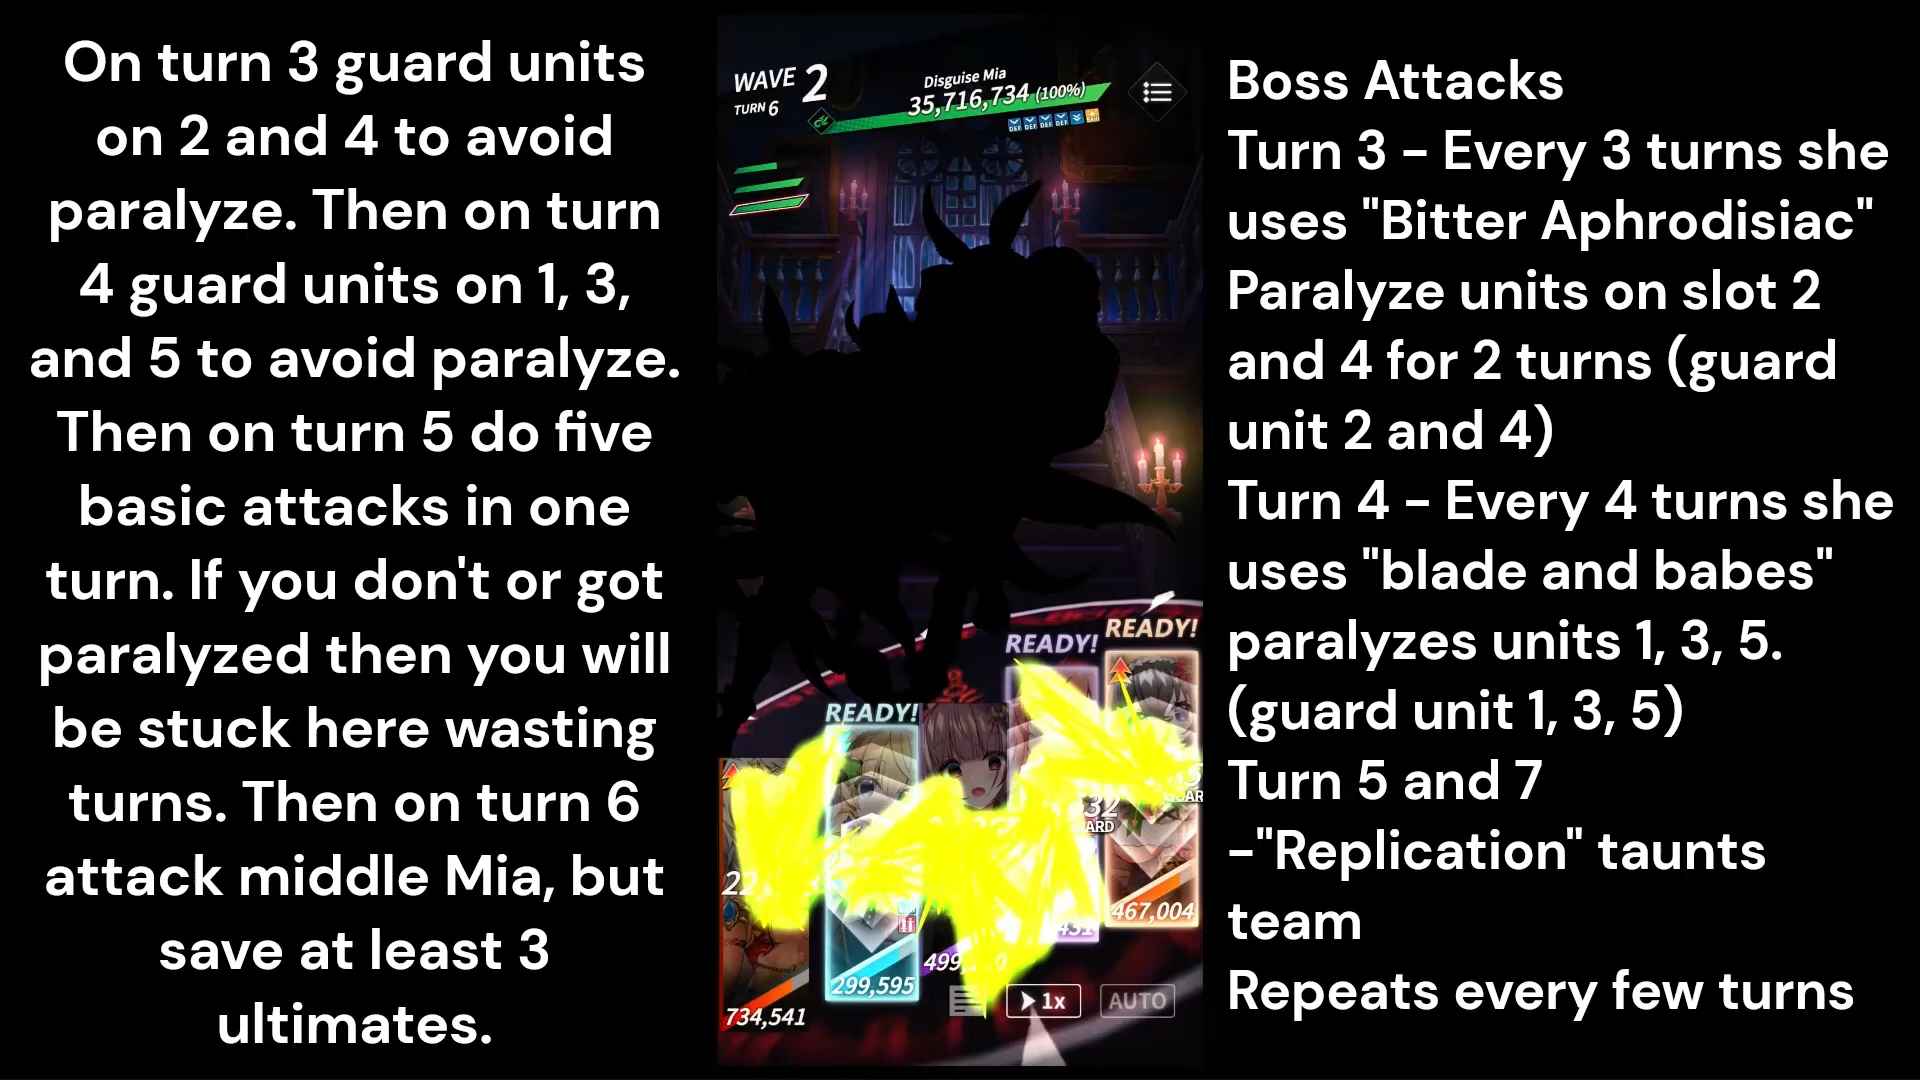 On turn 3 guard units
on 2 and 4 to avoid
paralyze. Then on turn
4 guard units on 1, 3,
and 5 to avoid paralyze.
Then on turn 5 do five
basic attacks in one
turn. If you don't or got
paralyzed then you will
be stuck here wasting
turns. Then on turn 6
attack middle Mia, but
save at least 3
ultimates.
WAVE 2
TURN 6
Disguise Mia
35,716,734 (100%)
READY!
READY!
READY!
734,541
299,595
467,004
1x
AUTO
Boss Attacks
Turn 3 - Every 3 turns she
uses "Bitter Aphrodisiac"
Paralyze units on slot 2
and 4 for 2 turns (guard
unit 2 and 4)
Turn 4 - Every 4 turns she
uses "blade and babes"
paralyzes units 1, 3, 5.
(guard unit 1, 3, 5)
Turn 5 and 7
-"Replication" taunts
team
Repeats every few turns